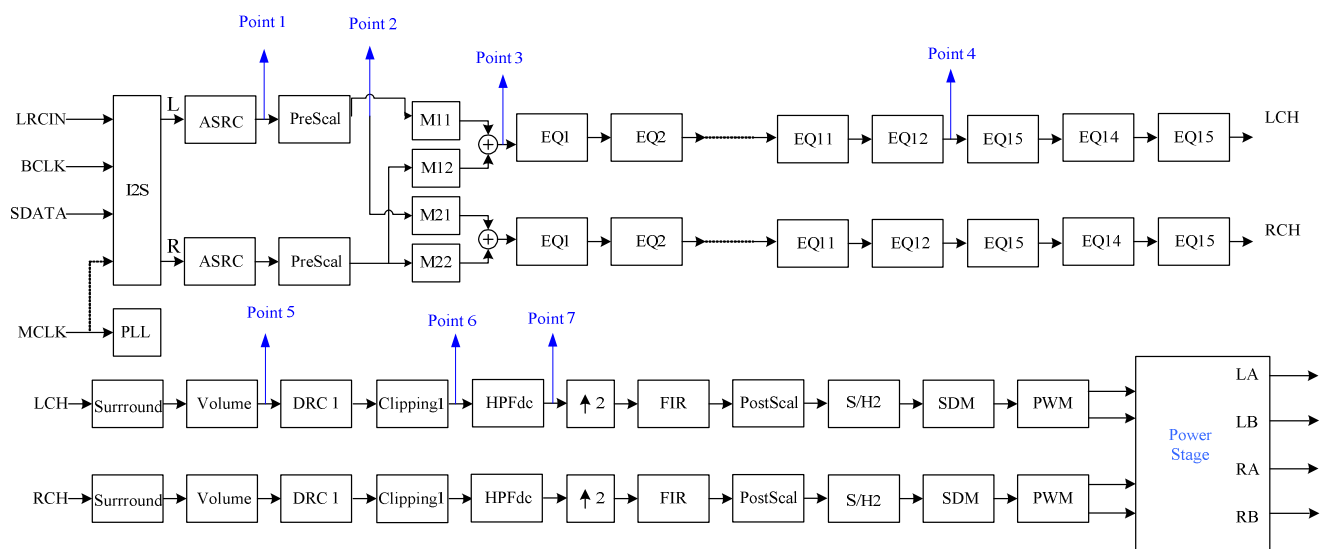 Point 1
Point 2
Point 3
Point 4
LRCIN
BCLK
SDATA
MCLK
I2S
PLL
L
ASRC
PreScal
M11
M12
EQ1
EQ2
EQ11
EQ12
EQ15
EQ14
EQ15
LCH
R
ASRC
PreScal
M21
M22
EQ1
EQ2
EQ11
EQ12
EQ15
EQ14
EQ15
RCH
Point 5
Point 6
Point 7
LCH
Surrround
Volume
DRC 1
Clipping1
HPFdc
2
FIR
PostScal
S/H2
SDM
PWM
RCH
Surrround
Volume
DRC 1
Clipping1
HPFdc
2
FIR
PostScal
S/H2
SDM
PWM
Power
Stage
LA
LB
RA
RB